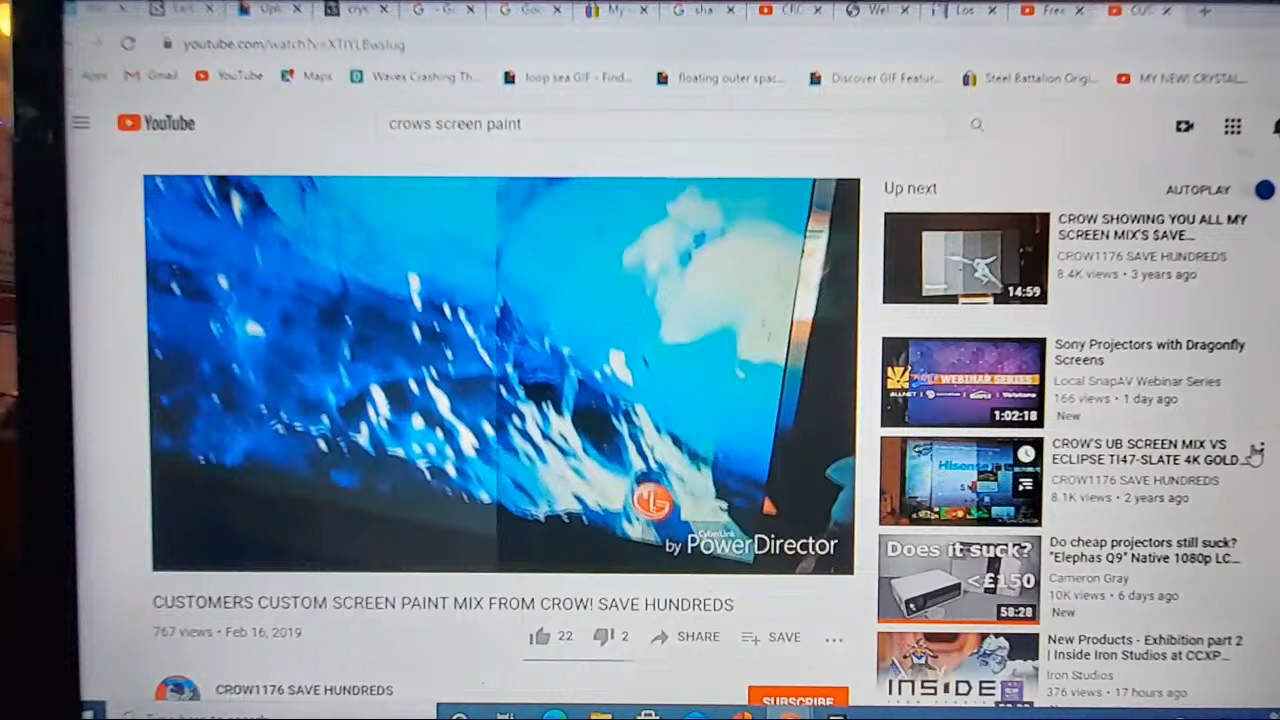 My
youtube.com/watch?v=XTIYLBwsIug
Apps
Gmail
YouTube
Maps
Waves Crashing Th...
loop sea GIF - Find...
floating outer spac...
Discover GIF Featur...
Steel Battalion Origi...
MY NEW! CRYSTAL...
YouTube
crows screen paint
Up next
AUTOPLAY
CROW SHOWING YOU ALL MY
SCREEN MIX'S $AVE...
CROW1176 SAVE HUNDREDS
8.4K views • 3 years ago
14:59
Sony Projectors with Dragonfly
Screens
Local SnapAV Webinar Series
166 views • 1 day ago
New
WEBINAR SERIES
1:02:18
CROW'S UB SCREEN MIX VS
ECLIPSE TI47-SLATE 4K GOLD...
CROW1176 SAVE HUNDREDS
8.1K views • 2 years ago
Hisense
Do cheap projectors still suck?
"Elephas Q9" Native 1080p LC...
Cameron Gray
10K views • 6 days ago
New
Does it suck?
<£150
58:28
New Products - Exhibition part 2
| Inside Iron Studios at CCXP...
Iron Studios
376 views • 17 hours ago
INSIDE
LG
CyberLink
by PowerDirector
CUSTOMERS CUSTOM SCREEN PAINT MIX FROM CROW! SAVE HUNDREDS
767 views • Feb 16, 2019
22
2
SHARE
SAVE
CROW1176 SAVE HUNDREDS
SUBSCRIBE